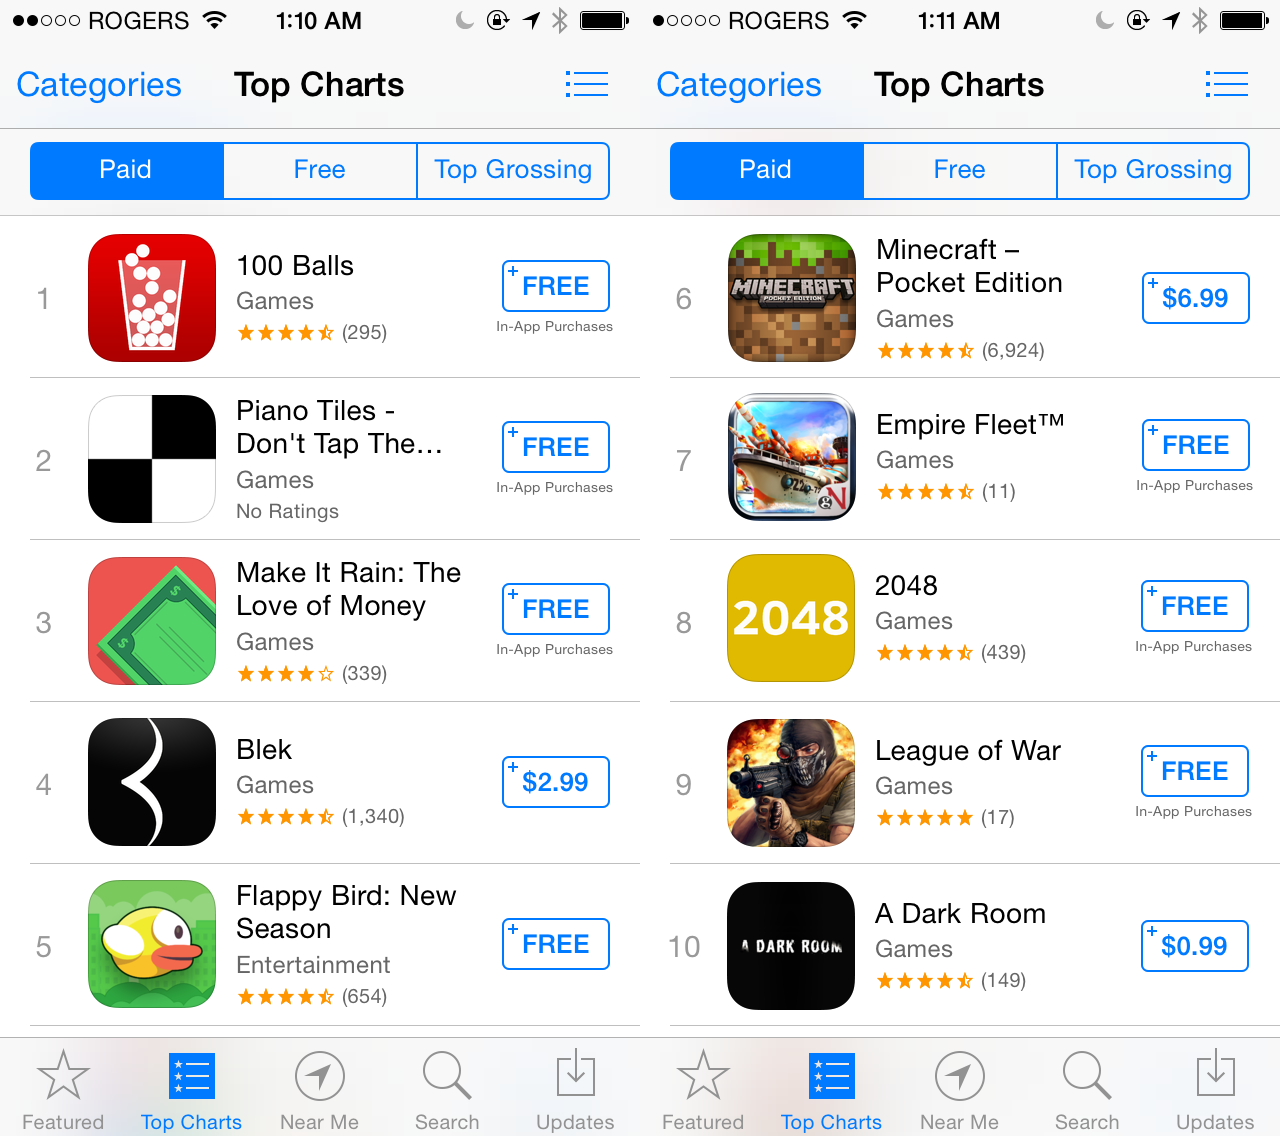 ROGERS 1:10 AM
Categories Top Charts
Paid Free Top Grossing
1
100 Balls
Games
(295)
+ FREE
In-App Purchases
2
Piano Tiles -
Don't Tap The...
Games
No Ratings
+ FREE
In-App Purchases
3
Make It Rain: The
Love of Money
Games
(339)
+ FREE
In-App Purchases
4
Blek
Games
(1,340)
+ $2.99
5
Flappy Bird: New
Season
Entertainment
(654)
+ FREE
Featured Top Charts Near Me Search Updates
ROGERS 1:11 AM
Categories Top Charts
Paid Free Top Grossing
6
MINECRAFT
POCKET EDITION
Minecraft –
Pocket Edition
Games
(6,924)
+ $6.99
7
Empire Fleet™
Games
(11)
+ FREE
In-App Purchases
8
2048
2048
Games
(439)
+ FREE
In-App Purchases
9
League of War
Games
(17)
+ FREE
In-App Purchases
10
A DARK ROOM
A Dark Room
Games
(149)
+ $0.99
Featured Top Charts Near Me Search Updates